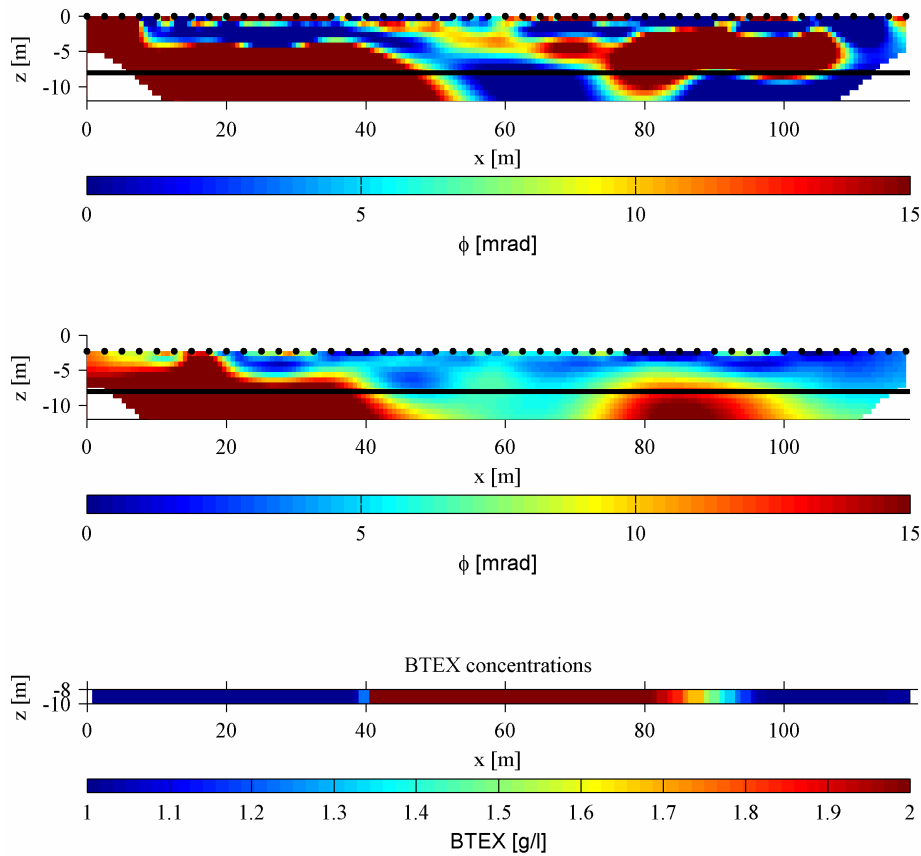 0
-5
-10
z [m]
0 20 40 60 80 100
x [m]
0 5 10 15
ϕ [mrad]
0
-5
-10
z [m]
0 20 40 60 80 100
x [m]
0 5 10 15
ϕ [mrad]
BTEX concentrations
-8
-10
z [m]
0 20 40 60 80 100
x [m]
1 1.1 1.2 1.3 1.4 1.5 1.6 1.7 1.8 1.9 2
BTEX [g/l]